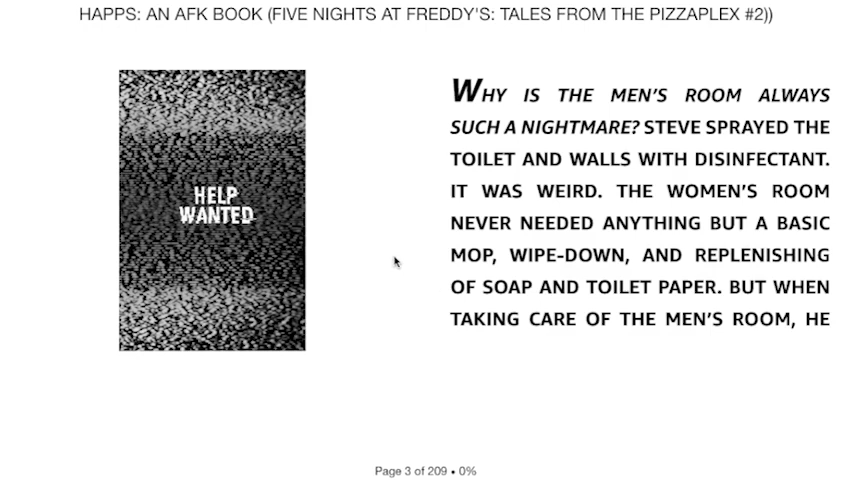 HAPPS: AN AFK BOOK (FIVE NIGHTS AT FREDDY'S: TALES FROM THE PIZZAPLEX #2))
HELP
WANTED
WHY IS THE MEN'S ROOM ALWAYS
SUCH A NIGHTMARE? STEVE SPRAYED THE
TOILET AND WALLS WITH DISINFECTANT.
IT WAS WEIRD. THE WOMEN'S ROOM
NEVER NEEDED ANYTHING BUT A BASIC
MOP, WIPE-DOWN, AND REPLENISHING
OF SOAP AND TOILET PAPER. BUT WHEN
TAKING CARE OF THE MEN'S ROOM, HE
Page 3 of 209 • 0%